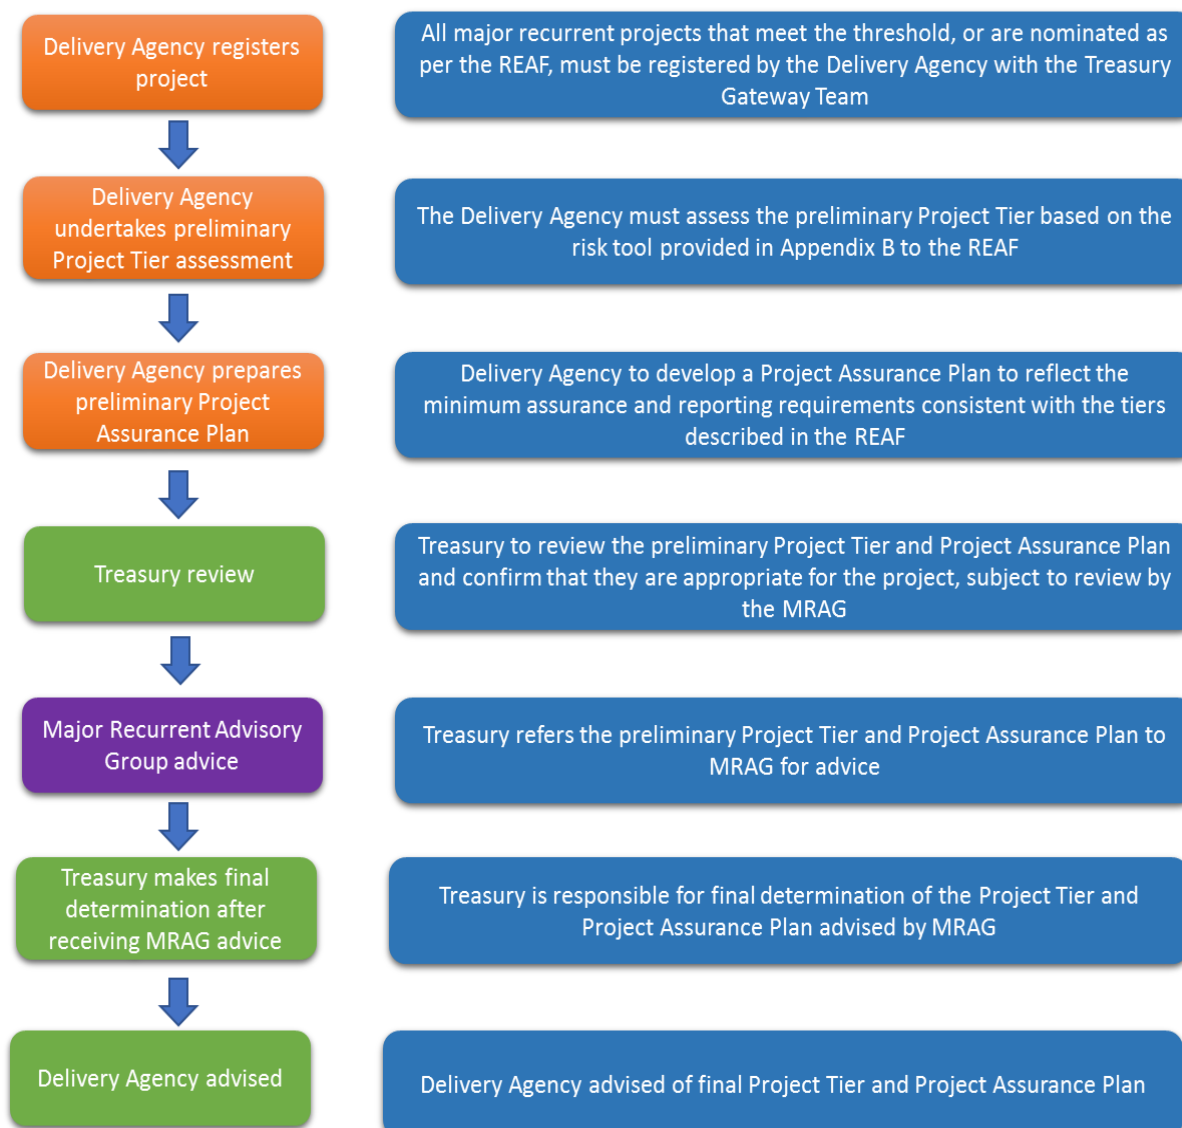 Delivery Agency registers
project
All major recurrent projects that meet the threshold, or are nominated as
per the REAF, must be registered by the Delivery Agency with the Treasury
Gateway Team
Delivery Agency
undertakes preliminary
Project Tier assessment
The Delivery Agency must assess the preliminary Project Tier based on the
risk tool provided in Appendix B to the REAF
Delivery Agency prepares
preliminary Project
Assurance Plan
Delivery Agency to develop a Project Assurance Plan to reflect the
minimum assurance and reporting requirements consistent with the tiers
described in the REAF
Treasury review
Treasury to review the preliminary Project Tier and Project Assurance Plan
and confirm that they are appropriate for the project, subject to review by
the MRAG
Major Recurrent Advisory
Group advice
Treasury refers the preliminary Project Tier and Project Assurance Plan to
MRAG for advice
Treasury makes final
determination after
receiving MRAG advice
Treasury is responsible for final determination of the Project Tier and
Project Assurance Plan advised by MRAG
Delivery Agency advised
Delivery Agency advised of final Project Tier and Project Assurance Plan